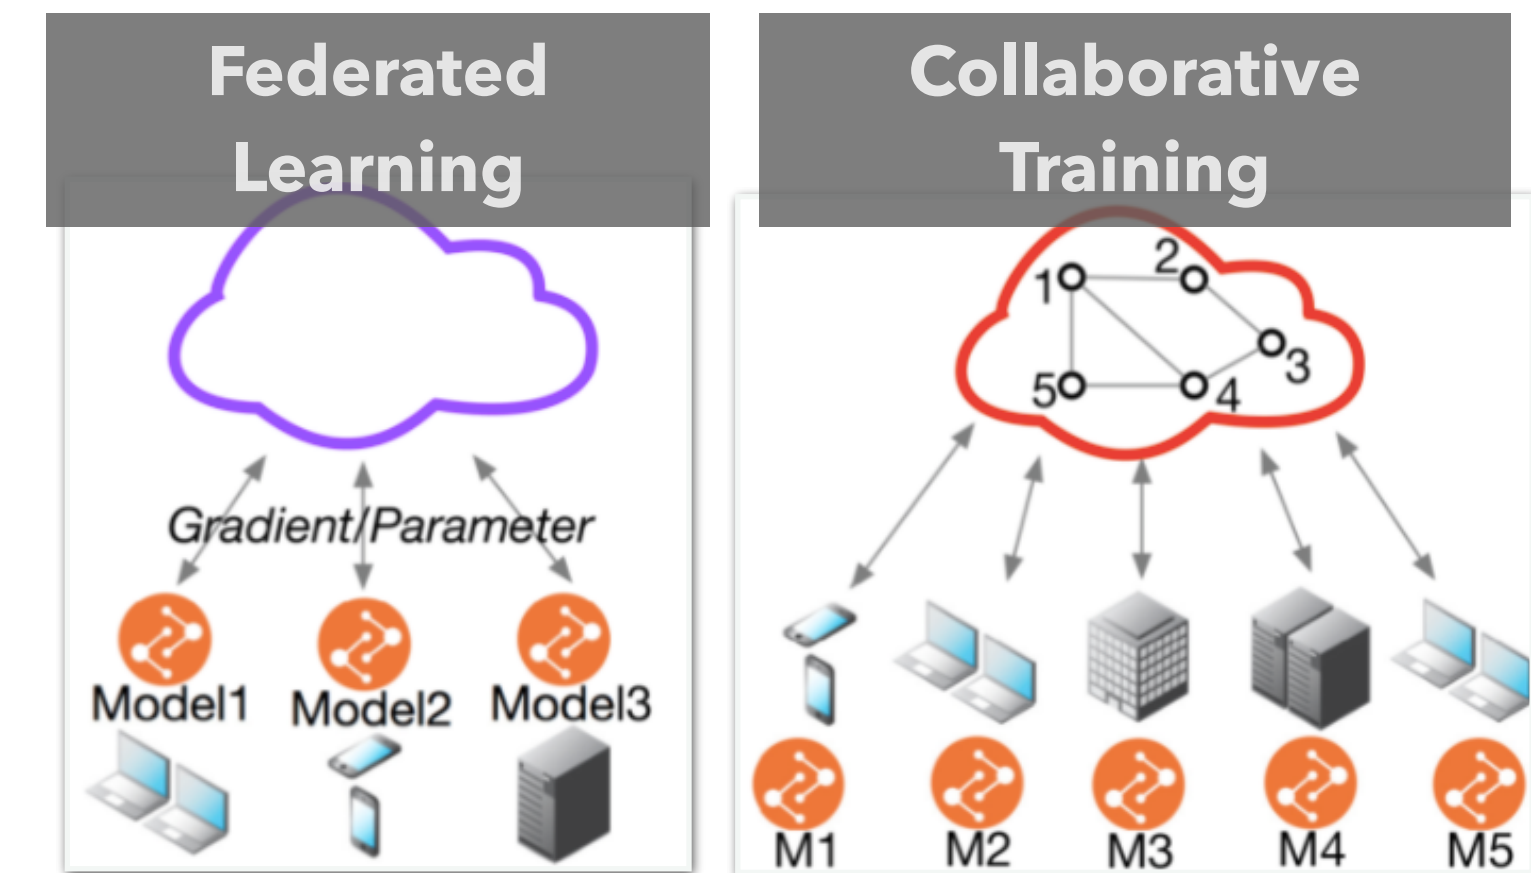 Federated
Learning
Gradient/Parameter
Model1
Model2
Model3
Collaborative
Training
1
2
3
4
5
M1
M2
M3
M4
M5